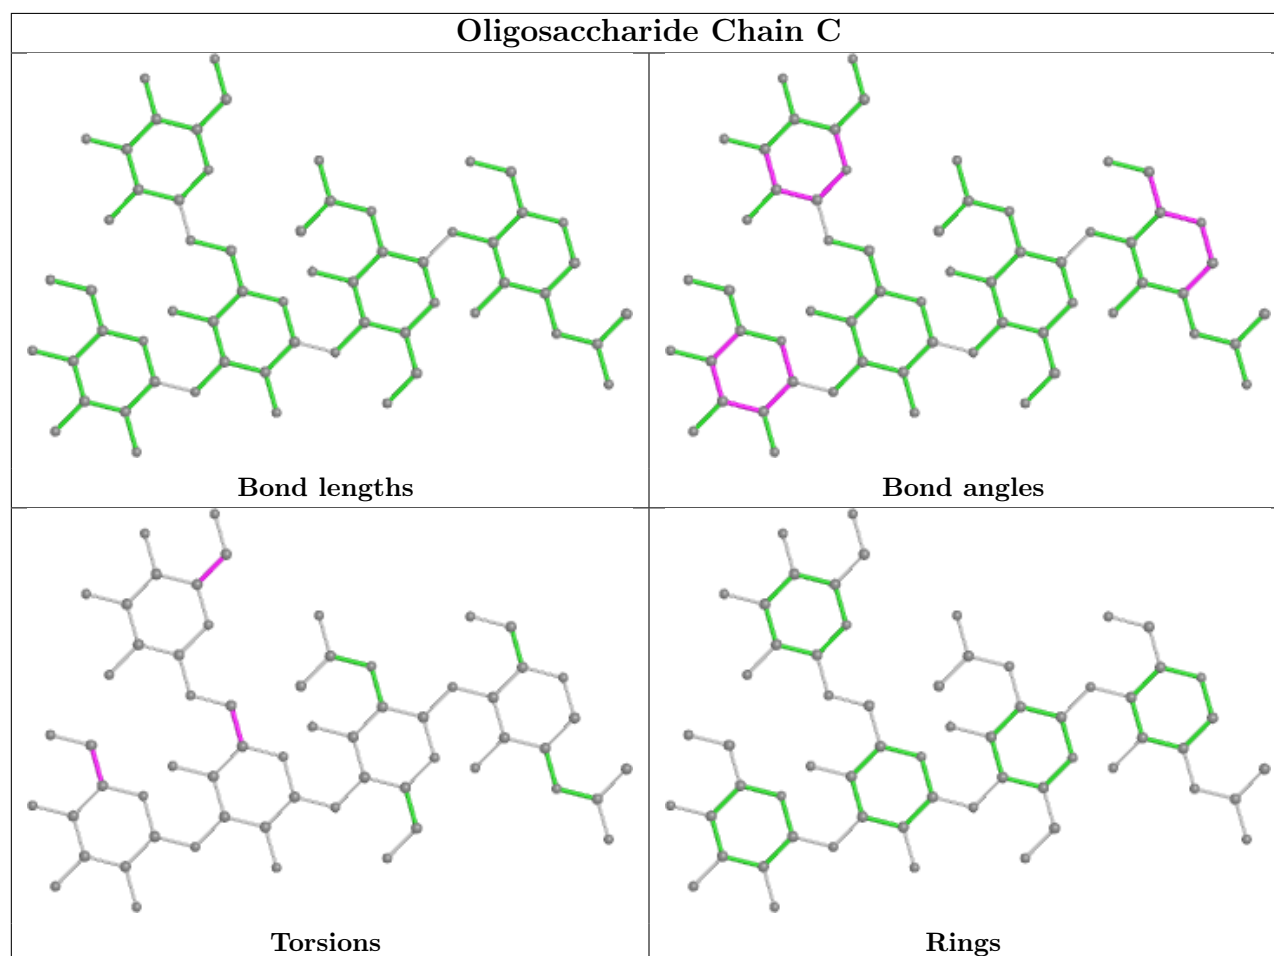 Oligosaccharide Chain C
Bond lengths
Bond angles
Torsions
Rings